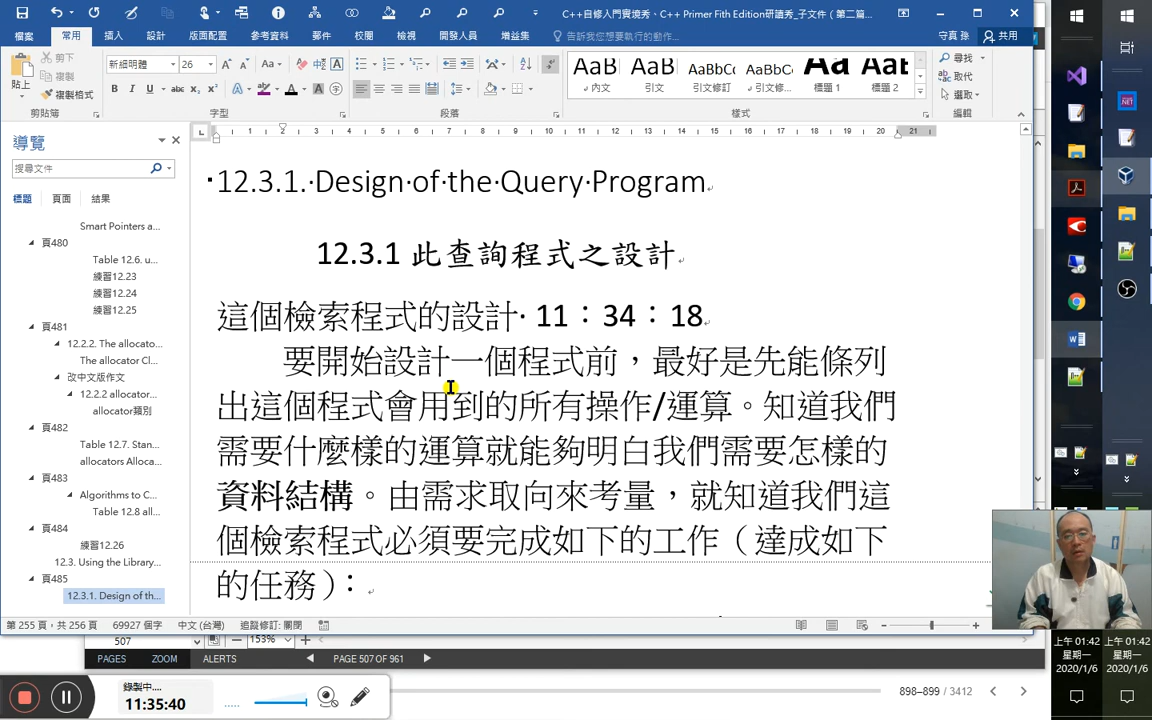 C++自修入門實境秀、C++ Primer Fith Edition研讀秀_子文件（第二篇...
檔案 常用 插入 設計 版面配置 參考資料 郵件 校閱 檢視 開發人員 增益集 告訴我您想要執行的動作... 守真 孫 共用
貼上 剪下 複製 複製格式 剪貼簿
新細明體 26 字型
段落
AaB 內文 AaB 引文 AaBbC 引文修訂 AaBbC 引文修... Aa 標題 1 Aat 標題 2 樣式
尋找 取代 選取 編輯
導覽
搜尋文件
標題 頁面 結果
Smart Pointers a...
頁480
Table 12.6. u...
練習12.23
練習12.24
練習12.25
頁481
12.2.2. The allocato...
The allocator Cl...
改中文版作文
12.2.2 allocator...
allocator類別
頁482
Table 12.7. Stan...
allocators Alloca...
頁483
Algorithms to C...
Table 12.8 all...
頁484
練習12.26
12.3. Using the Library...
頁485
12.3.1. Design of th...
12.3.1. Design of the Query Program
12.3.1 此查詢程式之設計
這個檢索程式的設計 11：34：18
要開始設計一個程式前，最好是先能條列
出這個程式會用到的所有操作/運算。知道我們
需要什麼樣的運算就能夠明白我們需要怎樣的
資料結構。由需求取向來考量，就知道我們這
個檢索程式必須要完成如下的工作（達成如下
的任務）：
第 255 頁，共 256 頁 69927 個字 中文 (台灣) 追蹤修訂: 關閉 100%
507 153%
PAGES ZOOM ALERTS PAGE 507 OF 961
錄製中....
11:35:40
898–899 / 3412
上午 01:42
星期一
2020/1/6
上午 01:42
星期一
2020/1/6